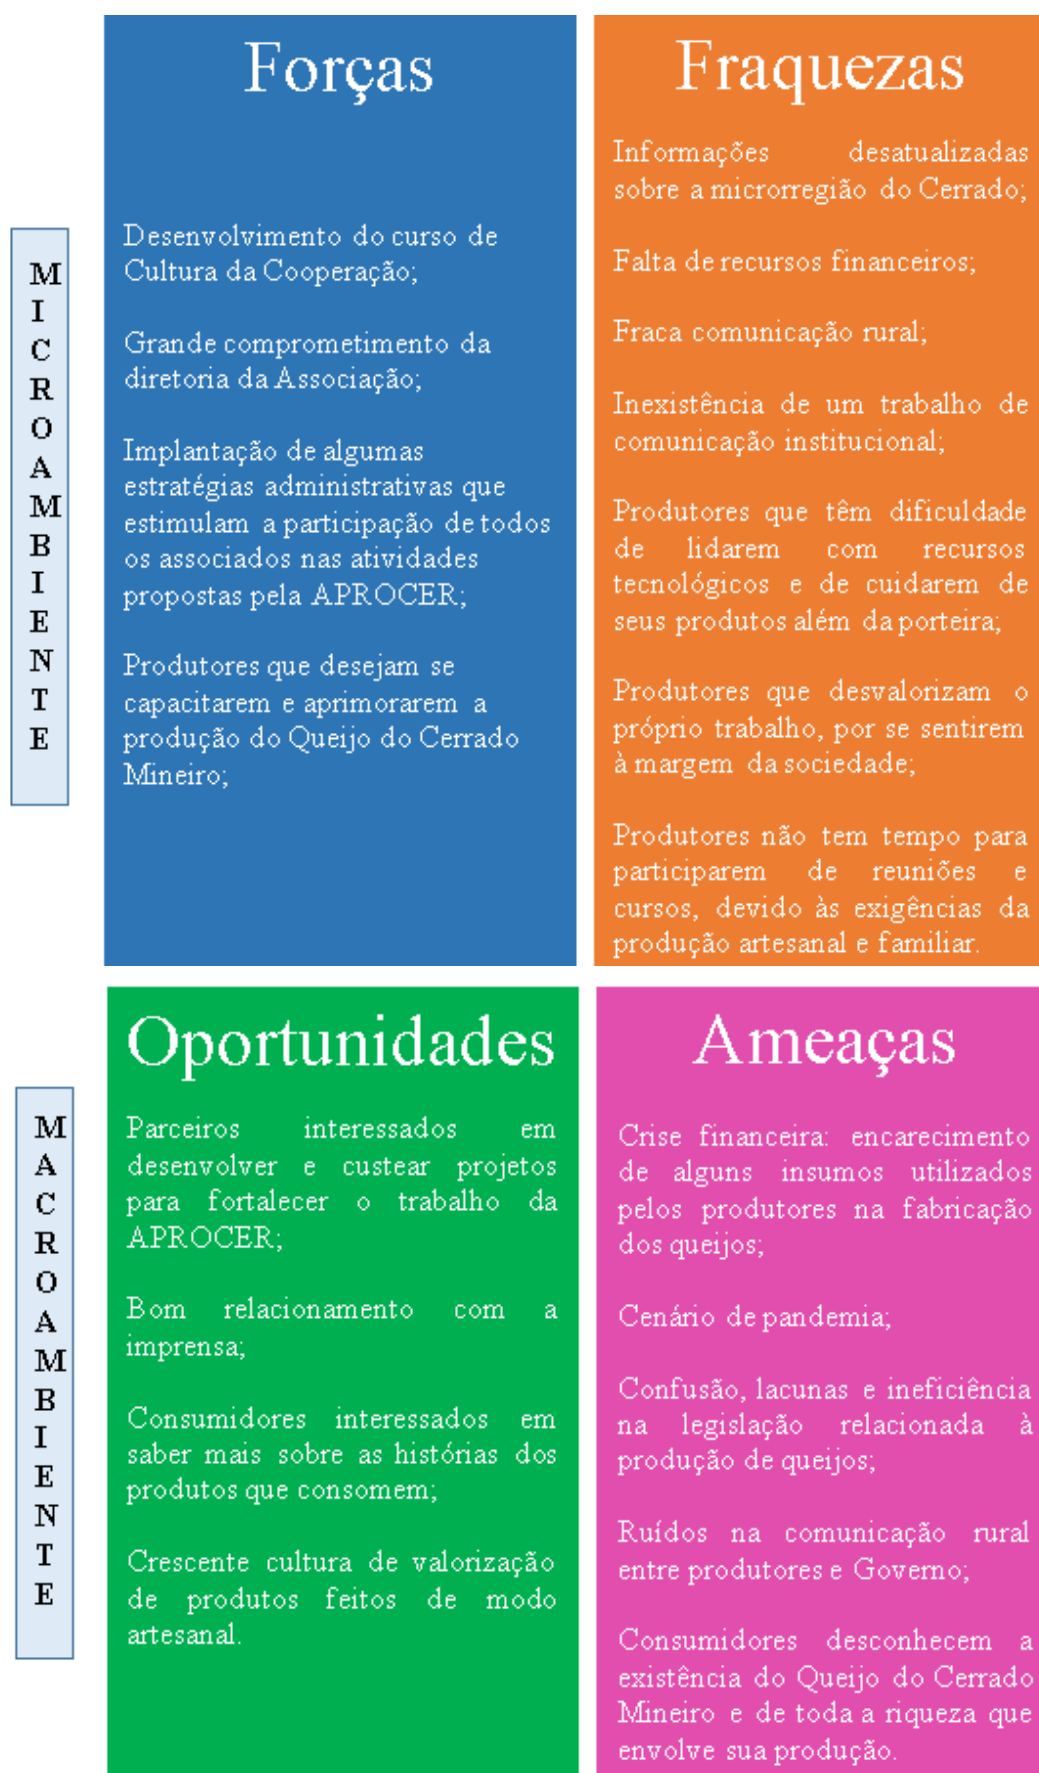 MICROAMBIENTE
Forças
Desenvolvimento do curso de
Cultura da Cooperação;
Grande comprometimento da
diretoria da Associação;
Implantação de algumas
estratégias administrativas que
estimulam a participação de todos
os associados nas atividades
propostas pela APROCER;
Produtores que desejam se
capacitarem e aprimorarem a
produção do Queijo do Cerrado
Mineiro;
Fraquezas
Informações desatualizadas
sobre a microrregião do Cerrado;
Falta de recursos financeiros;
Fraca comunicação rural;
Inexistência de um trabalho de
comunicação institucional;
Produtores que têm dificuldade
de lidarem com recursos
tecnológicos e de cuidarem de
seus produtos além da porteira;
Produtores que desvalorizam o
próprio trabalho, por se sentirem
à margem da sociedade;
Produtores não tem tempo para
participarem de reuniões e
cursos, devido às exigências da
produção artesanal e familiar.
MACROAMBIENTE
Oportunidades
Parceiros interessados em
desenvolver e custear projetos
para fortalecer o trabalho da
APROCER;
Bom relacionamento com a
imprensa;
Consumidores interessados em
saber mais sobre as histórias dos
produtos que consomem;
Crescente cultura de valorização
de produtos feitos de modo
artesanal.
Ameaças
Crise financeira: encarecimento
de alguns insumos utilizados
pelos produtores na fabricação
dos queijos;
Cenário de pandemia;
Confusão, lacunas e ineficiência
na legislação relacionada à
produção de queijos;
Ruídos na comunicação rural
entre produtores e Governo;
Consumidores desconhecem a
existência do Queijo do Cerrado
Mineiro e de toda a riqueza que
envolve sua produção.